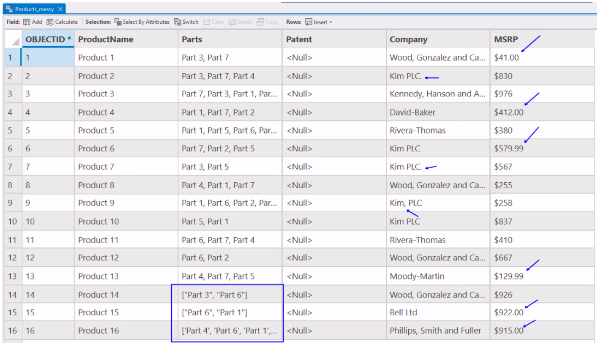 Products_messy
Field: Add Calculate Selection: Select By Attributes Switch Clear Delete Copy Rows: Insert
OBJECTID * ProductName Parts Patent Company MSRP
1 1 Product 1 Part 3, Part 7 <Null> Wood, Gonzalez and Ca... $41.00
2 2 Product 2 Part 3, Part 7, Part 4 <Null> Kim PLC. $830
3 3 Product 3 Part 7, Part 3, Part 1, Par... <Null> Kennedy, Hanson and A... $976
4 4 Product 4 Part 1, Part 7, Part 2 <Null> David-Baker $412.00
5 5 Product 5 Part 1, Part 5, Part 6, Par... <Null> Rivera-Thomas $380
6 6 Product 6 Part 7, Part 2, Part 5 <Null> Kim PLC $579.99
7 7 Product 7 Part 3, Part 5 <Null> Kim PLC. $567
8 8 Product 8 Part 4, Part 1, Part 7 <Null> Wood, Gonzalez and Ca... $255
9 9 Product 9 Part 1, Part 6, Part 2, Par... <Null> Kim, PLC $258
10 10 Product 10 Part 5, Part 1 <Null> Kim PLC $837
11 11 Product 11 Part 6, Part 7, Part 4 <Null> Rivera-Thomas $410
12 12 Product 12 Part 6, Part 2 <Null> Wood, Gonzalez and Ca... $667
13 13 Product 13 Part 4, Part 7, Part 5 <Null> Moody-Martin $129.99
14 14 Product 14 ["Part 3", "Part 6"] <Null> Wood, Gonzalez and Ca... $926
15 15 Product 15 ["Part 6", "Part 1"] <Null> Bell Ltd $922.00
16 16 Product 16 ['Part 4', 'Part 6', 'Part 1',... <Null> Phillips, Smith and Fuller $915.00